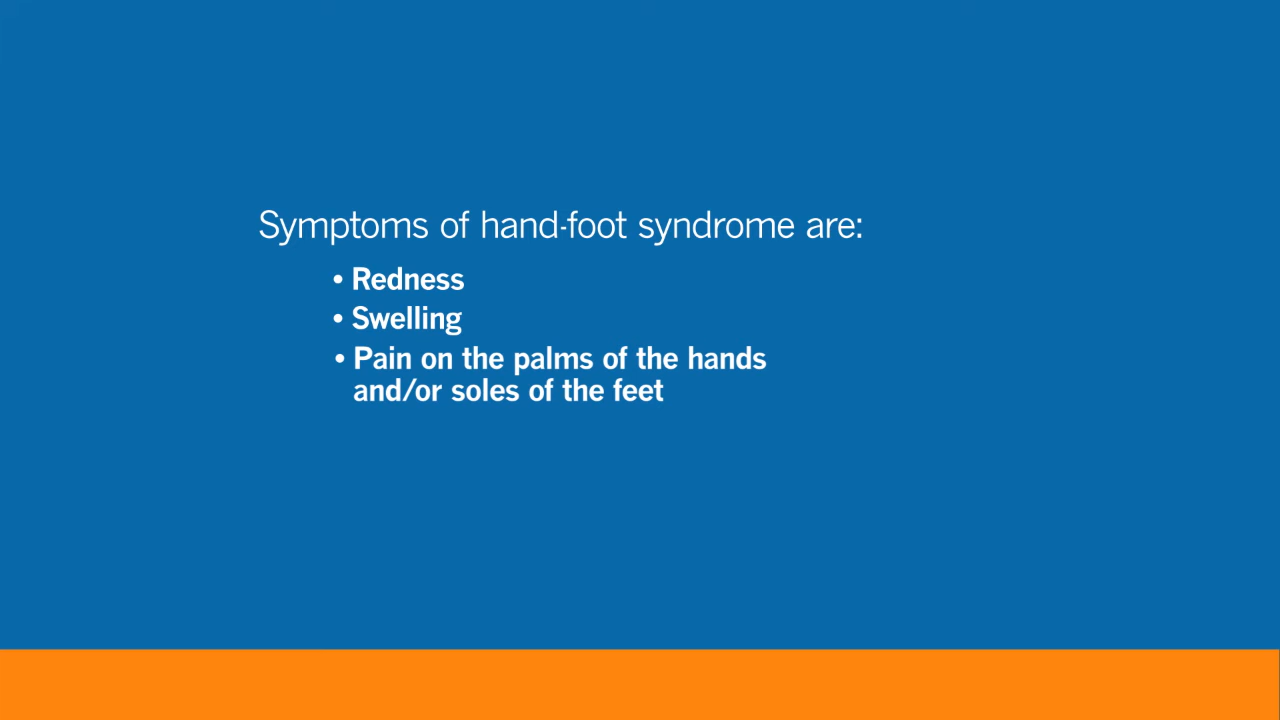 Symptoms of hand-foot syndrome are:
• Redness
• Swelling
• Pain on the palms of the hands
and/or soles of the feet